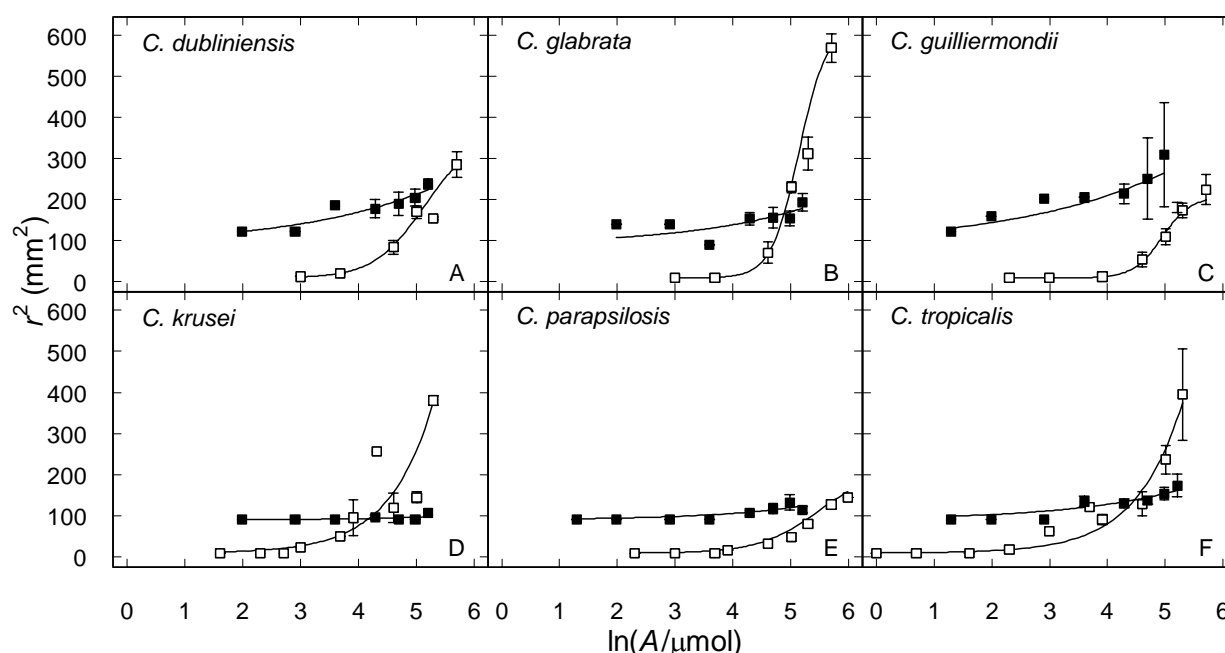 C. dubliniensis C. glabrata C. guilliermondii
600
500
400
300
200
100
0
A B C
C. krusei C. parapsilosis C. tropicalis
600
500
400
300
200
100
0
D E F
r² (mm²)
0 1 2 3 4 5 0 1 2 3 4 5 6 0 1 2 3 4 5 6
ln(A/μmol)